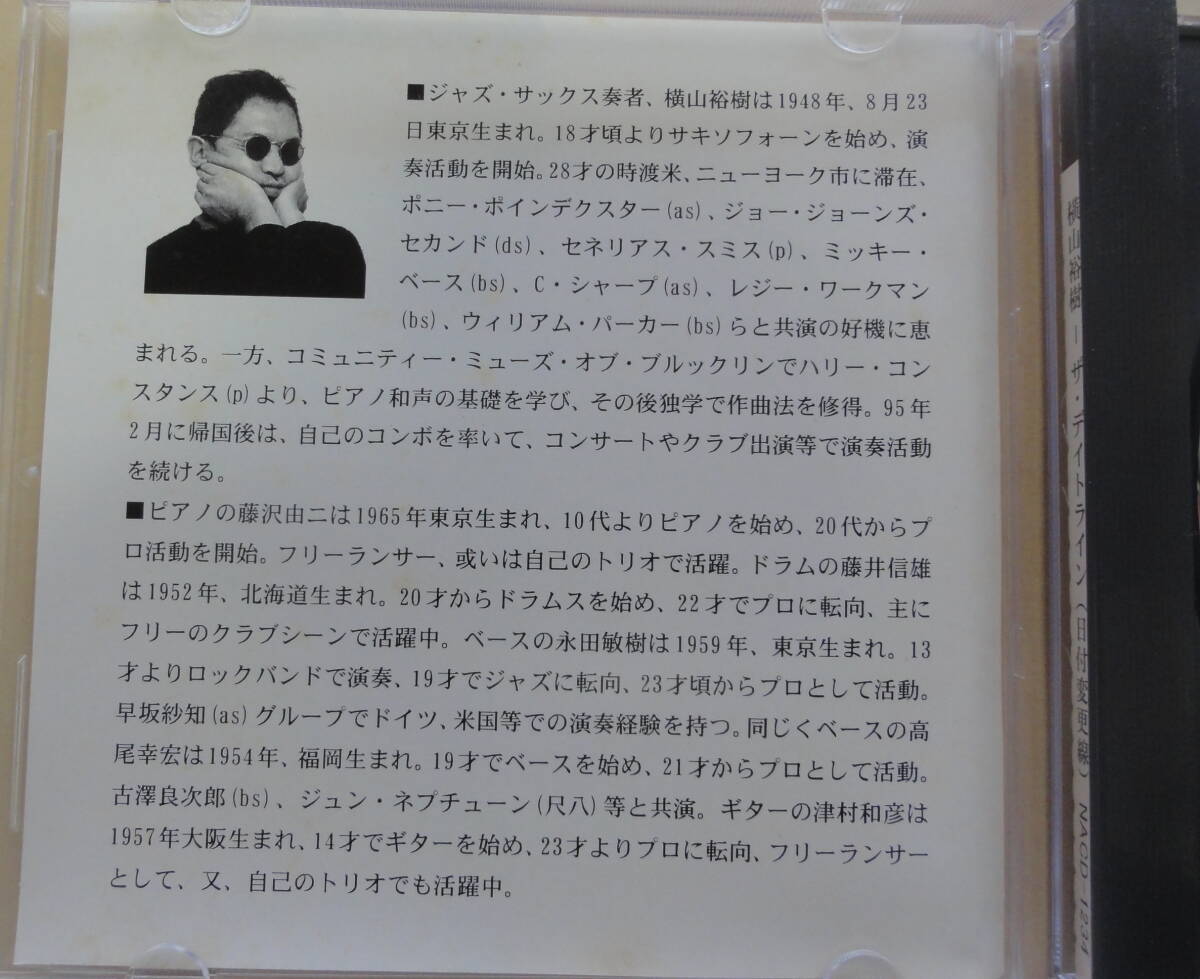 ■ジャズ・サックス奏者、横山裕樹は1948年、8月23
日東京生まれ。18才頃よりサキソフォーンを始め、演
奏活動を開始。28才の時渡米、ニューヨーク市に滞在、
ポニー・ポインデクスター(as)、ジョー・ジョーンズ・
セカンド(ds)、セネリアス・スミス(p)、ミッキー・
ベース(bs)、C・シャープ(as)、レジー・ワークマン
(bs)、ウィリアム・パーカー(bs)らと共演の好機に恵
まれる。一方、コミュニティー・ミューズ・オブ・ブルックリンでハリー・コン
スタンス(p)より、ピアノ和声の基礎を学び、その後独学で作曲法を修得。95年
2月に帰国後は、自己のコンボを率いて、コンサートやクラブ出演等で演奏活動
を続ける。
■ピアノの藤沢由二は1965年東京生まれ、10代よりピアノを始め、20代からプ
ロ活動を開始。フリーランサー、或いは自己のトリオで活躍。ドラムの藤井信雄
は1952年、北海道生まれ。20才からドラムスを始め、22才でプロに転向、主に
フリーのクラブシーンで活躍中。ベースの永田敏樹は1959年、東京生まれ。13
才よりロックバンドで演奏、19才でジャズに転向、23才頃からプロとして活動。
早坂紗知(as)グループでドイツ、米国等での演奏経験を持つ。同じくベースの高
尾幸宏は1954年、福岡生まれ。19才でベースを始め、21才からプロとして活動。
古澤良次郎(bs)、ジュン・ネプチューン(尺八)等と共演。ギターの津村和彦は
1957年大阪生まれ、14才でギターを始め、23才よりプロに転向、フリーランサー
として、又、自己のトリオでも活躍中。
横山裕樹－ザ・デイトライン（日付変更線） NACD-1234